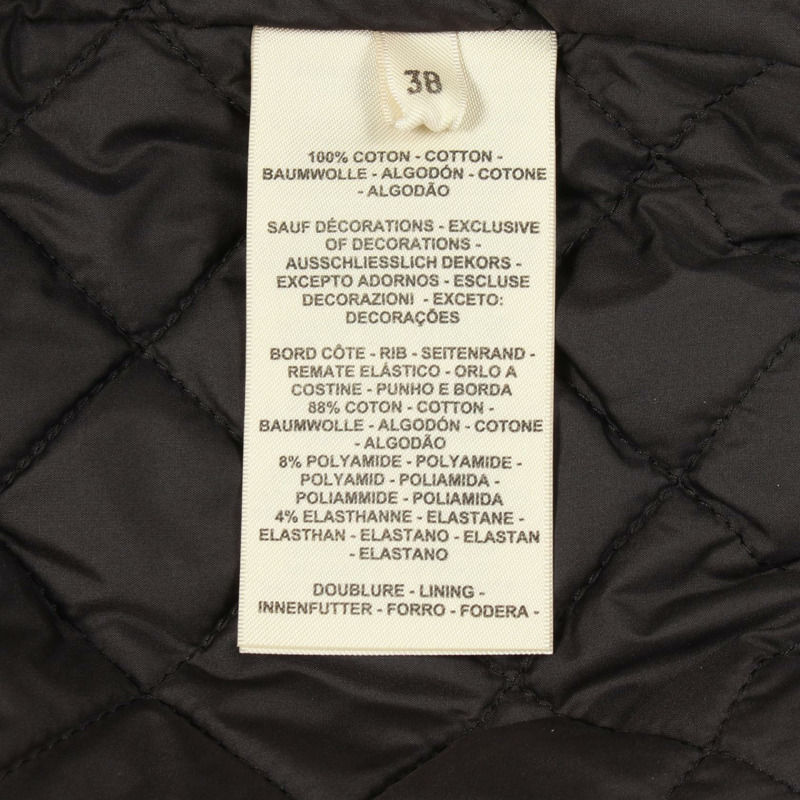 38
100% COTON - COTTON -
BAUMWOLLE - ALGODÓN - COTONE
- ALGODÃO
SAUF DÉCORATIONS - EXCLUSIVE
OF DECORATIONS -
AUSSCHLIESSLICH DEKORS -
EXCEPTO ADORNOS - ESCLUSE
DECORAZIONI - EXCETO:
DECORAÇÕES
BORD CÔTE - RIB - SEITENRAND -
REMATE ELÁSTICO - ORLO A
COSTINE - PUNHO E BORDA
88% COTON - COTTON -
BAUMWOLLE - ALGODÓN - COTONE
- ALGODÃO
8% POLYAMIDE - POLYAMIDE -
POLYAMID - POLIAMIDA -
POLIAMMIDE - POLIAMIDA
4% ELASTHANNE - ELASTANE -
ELASTHAN - ELASTANO - ELASTAN
- ELASTANO
DOUBLURE - LINING -
INNENFUTTER - FORRO - FODERA -